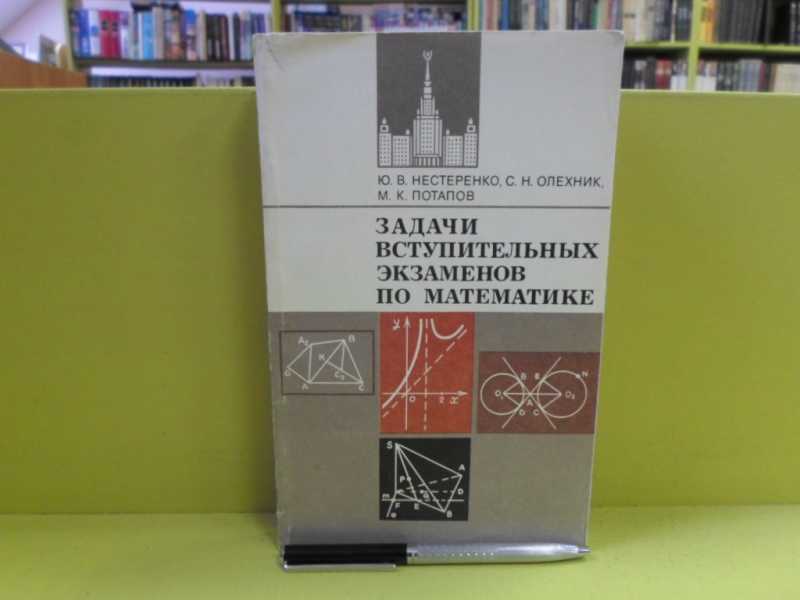 Ю. В. НЕСТЕРЕНКО, С. Н. ОЛЕХНИК,
М. К. ПОТАПОВ
ЗАДАЧИ
ВСТУПИТЕЛЬНЫХ
ЭКЗАМЕНОВ
ПО МАТЕМАТИКЕ